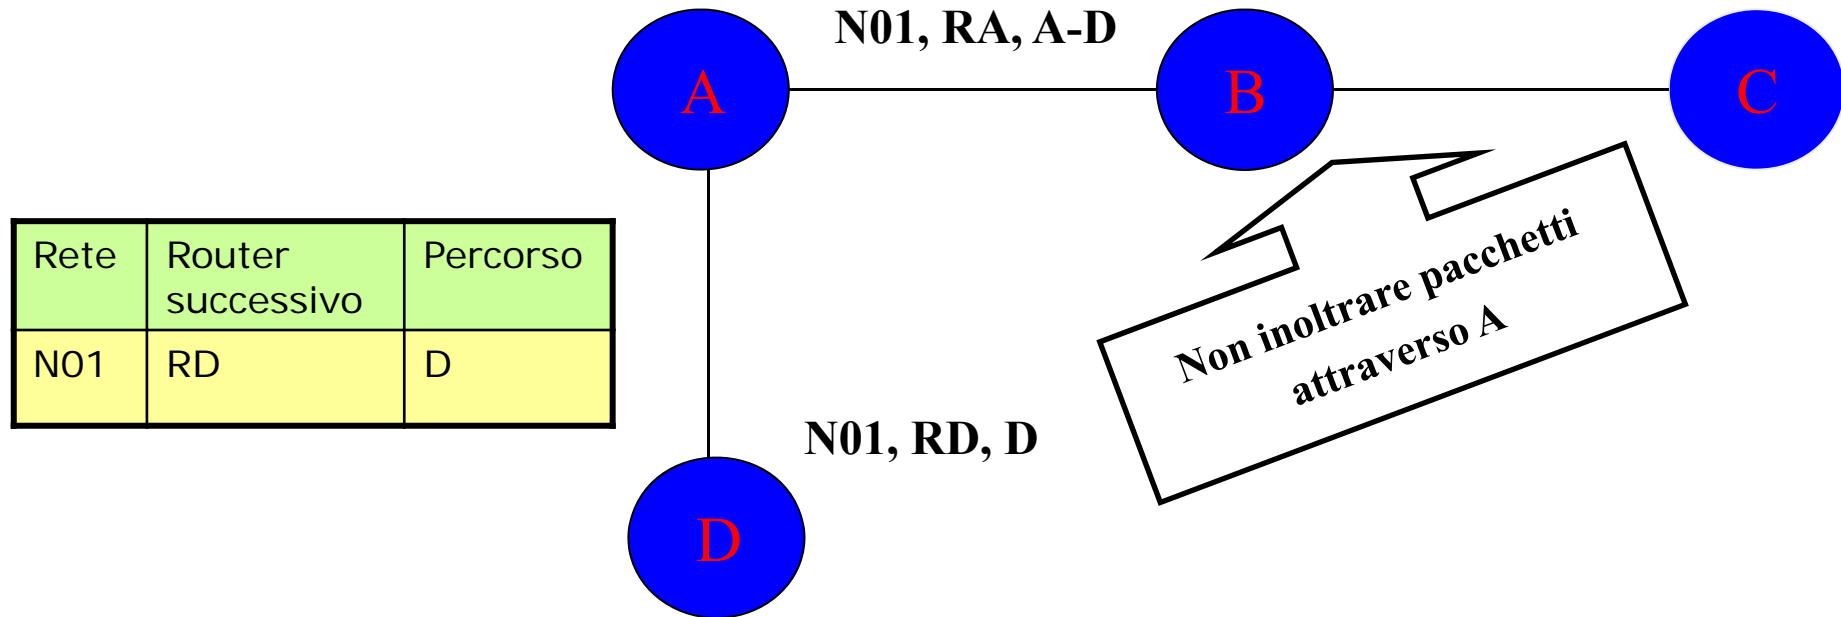 N01, RA, A-D
A
B
C
Rete
Router
successivo
Percorso
N01
RD
D
Non inoltrare pacchetti
attraverso A
N01, RD, D
D